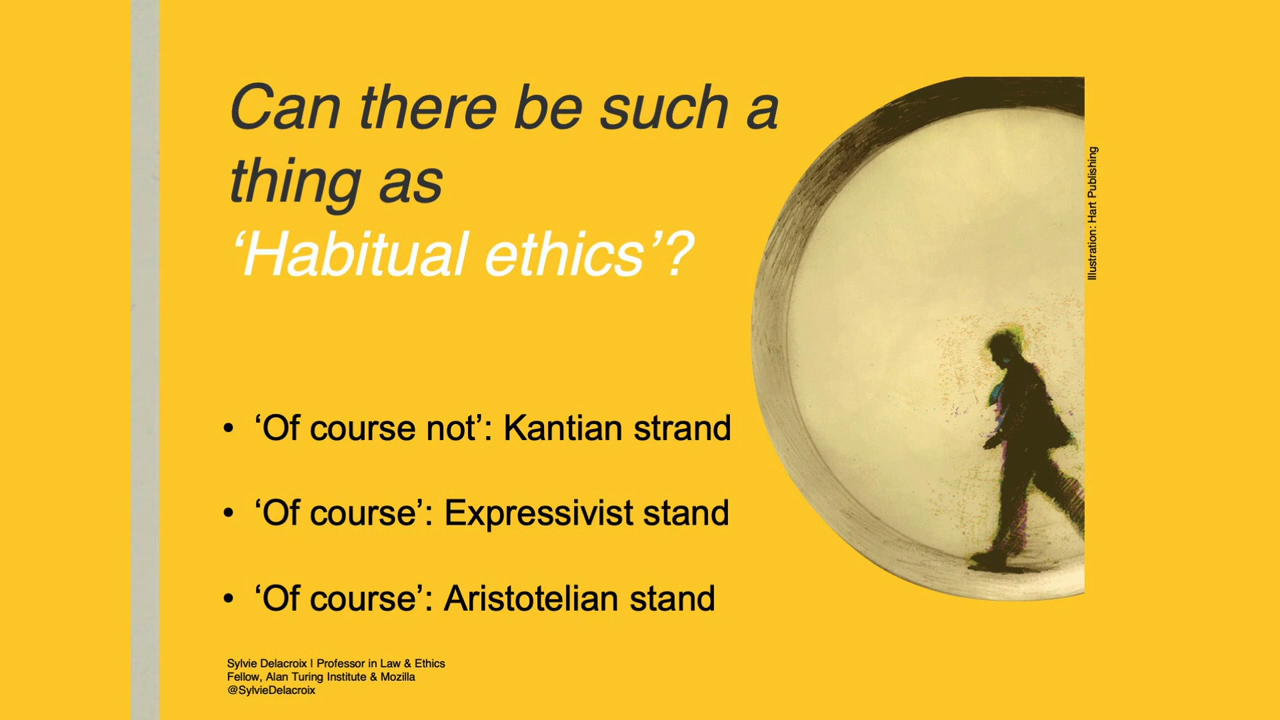 Can there be such a
thing as
‘Habitual ethics’?
Illustration: Hart Publishing
• ‘Of course not’: Kantian strand
• ‘Of course’: Expressivist stand
• ‘Of course’: Aristotelian stand
Sylvie Delacroix | Professor in Law & Ethics
Fellow, Alan Turing Institute & Mozilla
@SylvieDelacroix